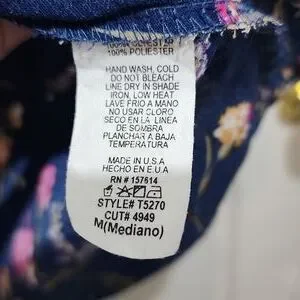 100% POLYESTER
100% POLIESTER
HAND WASH, COLD
DO NOT BLEACH
LINE DRY IN SHADE
IRON, LOW HEAT
LAVE FRIO A MANO
NO USAR CLORO
SECO EN LA LINEA
DE SOMBRA
PLANCHAR A BAJA
TEMPERATURA
MADE IN U.S.A
HECHO EN E.U.A
RN # 157614
STYLE# T5270
CUT# 4949
M(Mediano)